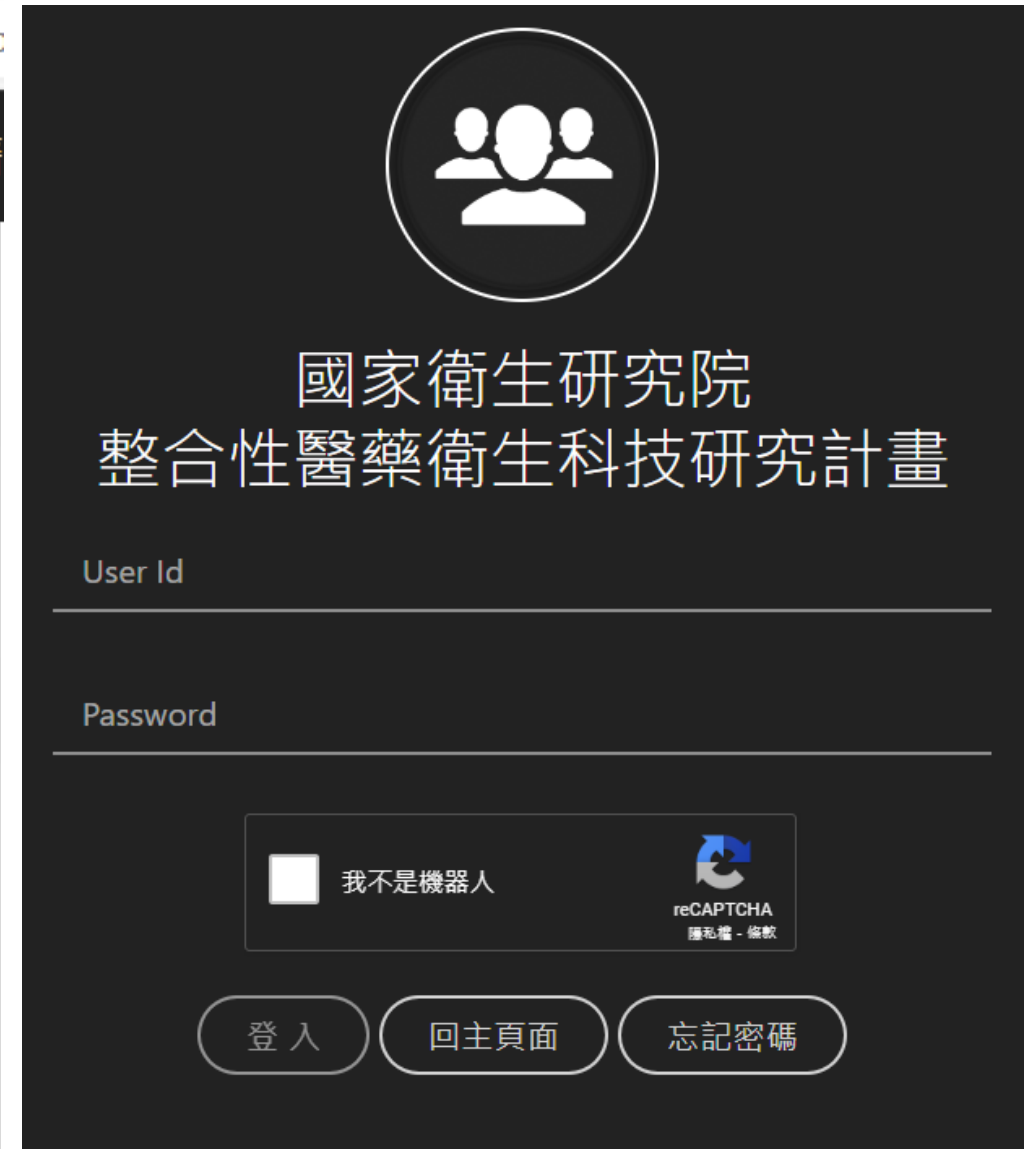 國家衛生研究院
整合性醫藥衛生科技研究計畫
User Id
Password
我不是機器人
reCAPTCHA
隱私權 - 條款
登 入
回主頁面
忘記密碼